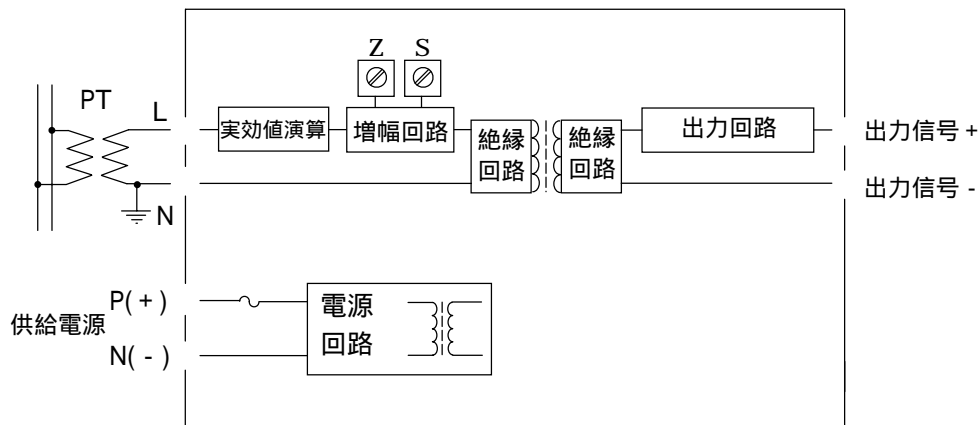 Z
S
PT
L
実効値演算
増幅回路
絶縁
回路
絶縁
回路
出力回路
出力信号 +
出力信号 -
N
P( + )
供給電源
N( - )
電源
回路